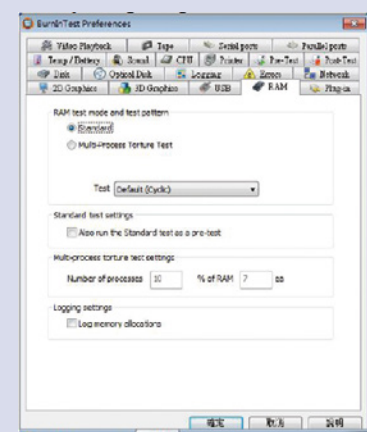 BurnInTest Preferences
Video Playback Tape Serial ports Parallel ports
Temp / Battery Sound CPU Printer Pre-Test Post-Test
Disk Optical Disk Logging Errors Network
2D Graphics 3D Graphics USB RAM Plug-in
RAM test mode and test pattern
Standard
Multi-Process Torture Test
Test Default (Cyclic)
Standard test settings
Also run the Standard test as a pre-test
Multi-process torture test settings
Number of processes 10 % of RAM 7 ea
Logging settings
Log memory allocations
確定 取消 說明